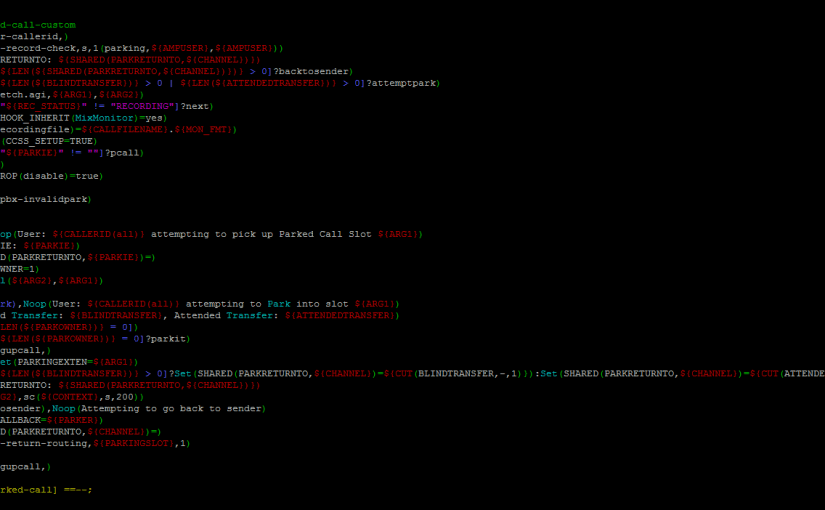 d-call-custom
r-callerid,)
-record-check,s,1(parking,${AMPUSER},${AMPUSER}))
RETURNTO: ${SHARED(PARKRETURNTO,${CHANNEL})})
${LEN(${SHARED(PARKRETURNTO,${CHANNEL})})} > 0]?backtosender)
${LEN(${BLINDTRANSFER})} > 0 | ${LEN(${ATTENDEDTRANSFER})} > 0]?attemptpark)
etch.agi,${ARG1},${ARG2})
"${REC_STATUS}" != "RECORDING"]?next)
HOOK_INHERIT(MixMonitor)=yes)
ecordingfile)=${CALLFILENAME}.${MON_FMT})
(CCSS_SETUP=TRUE)
"${PARKIE}" != ""]?pcall)
)
ROP(disable)=true)
pbx-invalidpark)
op(User: ${CALLERID(all)} attempting to pick up Parked Call Slot ${ARG1})
IE: ${PARKIE})
D(PARKRETURNTO,${PARKIE})=)
WNER=1)
l(${ARG2},${ARG1})
rk),Noop(User: ${CALLERID(all)} attempting to Park into slot ${ARG1})
d Transfer: ${BLINDTRANSFER}, Attended Transfer: ${ATTENDEDTRANSFER})
LEN(${PARKOWNER})} = 0])
${LEN(${PARKOWNER})} = 0]?parkit)
gupcall,)
et(PARKINGEXTEN=${ARG1})
${LEN(${BLINDTRANSFER})} > 0]?Set(SHARED(PARKRETURNTO,${CHANNEL})=${CUT(BLINDTRANSFER,-,1)}):Set(SHARED(PARKRETURNTO,${CHANNEL})=${CUT(ATTENDE
RETURNTO: ${SHARED(PARKRETURNTO,${CHANNEL})})
G2},sc(${CONTEXT},s,200))
osender),Noop(Attempting to go back to sender)
ALLBACK=${PARKER})
D(PARKRETURNTO,${CHANNEL})=)
-return-routing,${PARKINGSLOT},1)
gupcall,)
rked-call] ==--;